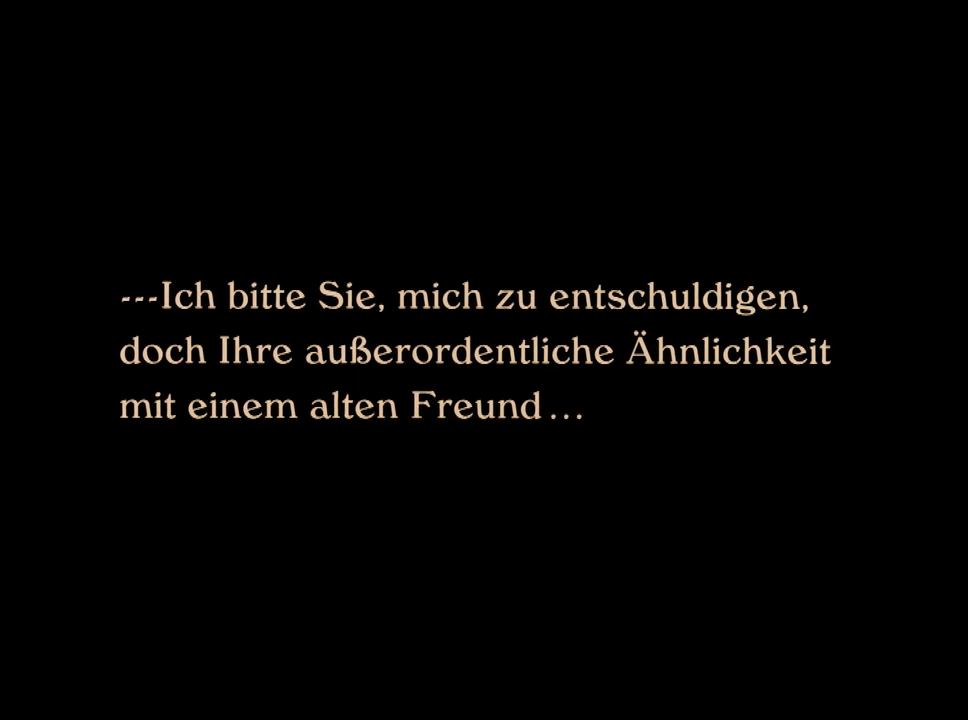 ---Ich bitte Sie, mich zu entschuldigen,
doch Ihre außerordentliche Ähnlichkeit
mit einem alten Freund...